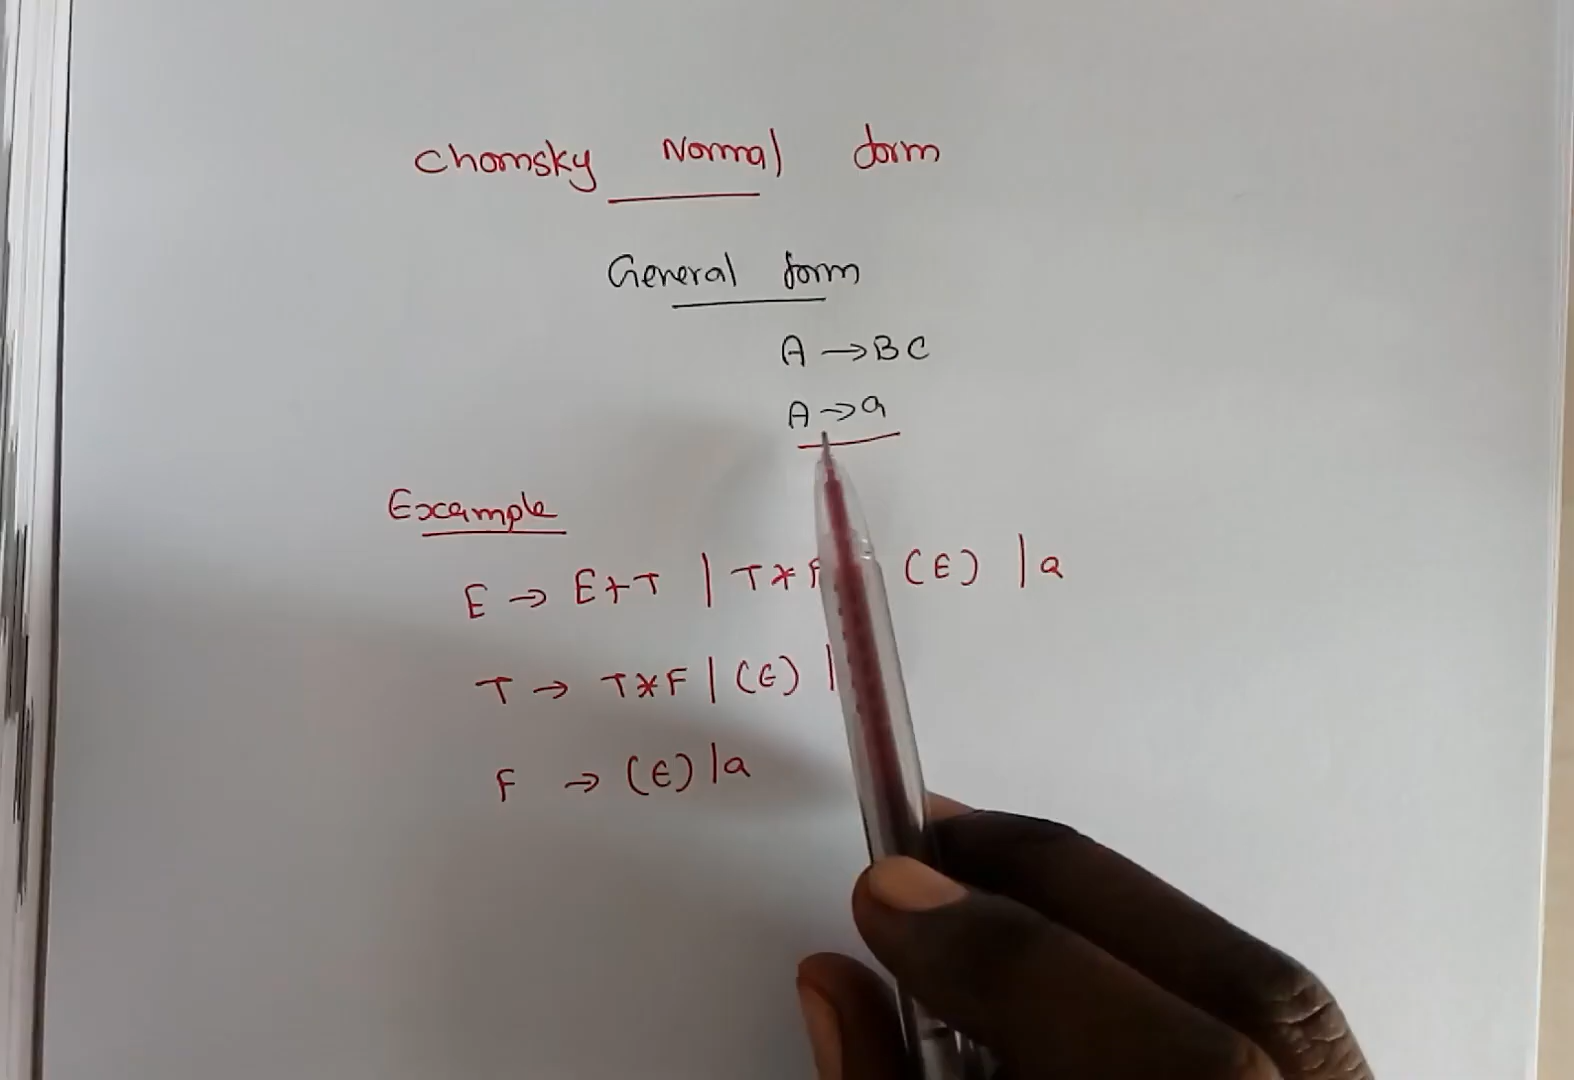 Chomsky Normal form
General form
A → BC
A → a
Example
E → E+T | T* (E) | a
T → T*F | (E) |
F → (E) | a